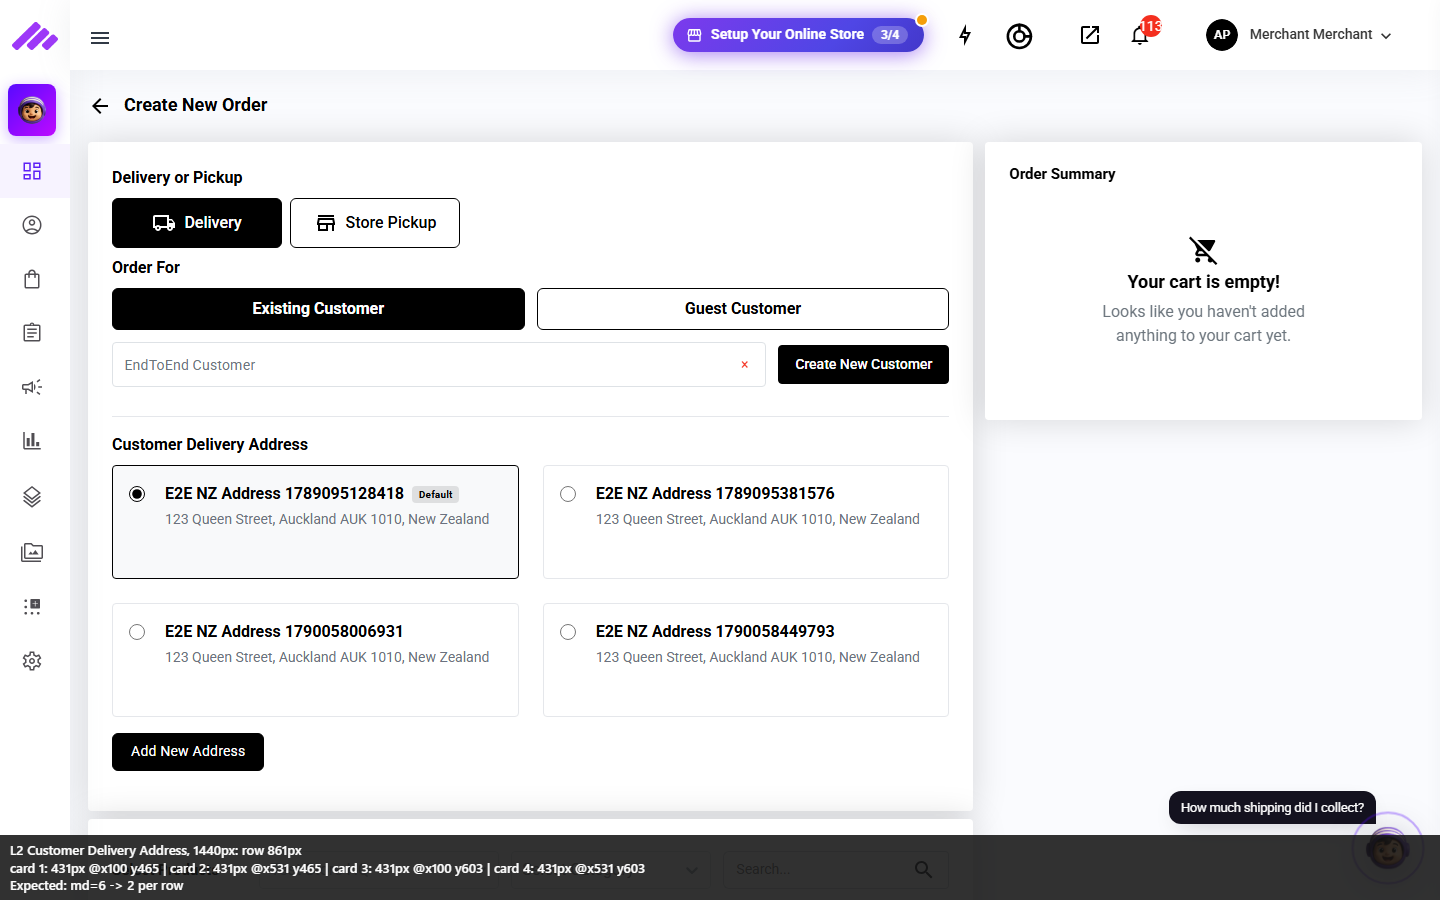 Setup Your Online Store 3/4
113
AP Merchant Merchant
Create New Order
Delivery or Pickup
Delivery
Store Pickup
Order For
Existing Customer
Guest Customer
EndToEnd Customer ×
Create New Customer
Customer Delivery Address
E2E NZ Address 1789095128418 Default
123 Queen Street, Auckland AUK 1010, New Zealand
E2E NZ Address 1789095381576
123 Queen Street, Auckland AUK 1010, New Zealand
E2E NZ Address 1790058006931
123 Queen Street, Auckland AUK 1010, New Zealand
E2E NZ Address 1790058449793
123 Queen Street, Auckland AUK 1010, New Zealand
Add New Address
Order Summary
Your cart is empty!
Looks like you haven't added
anything to your cart yet.
How much shipping did I collect?
Search...
L2 Customer Delivery Address, 1440px: row 861px
card 1: 431px @x100 y465 | card 2: 431px @x531 y465 | card 3: 431px @x100 y603 | card 4: 431px @x531 y603
Expected: md=6 -> 2 per row